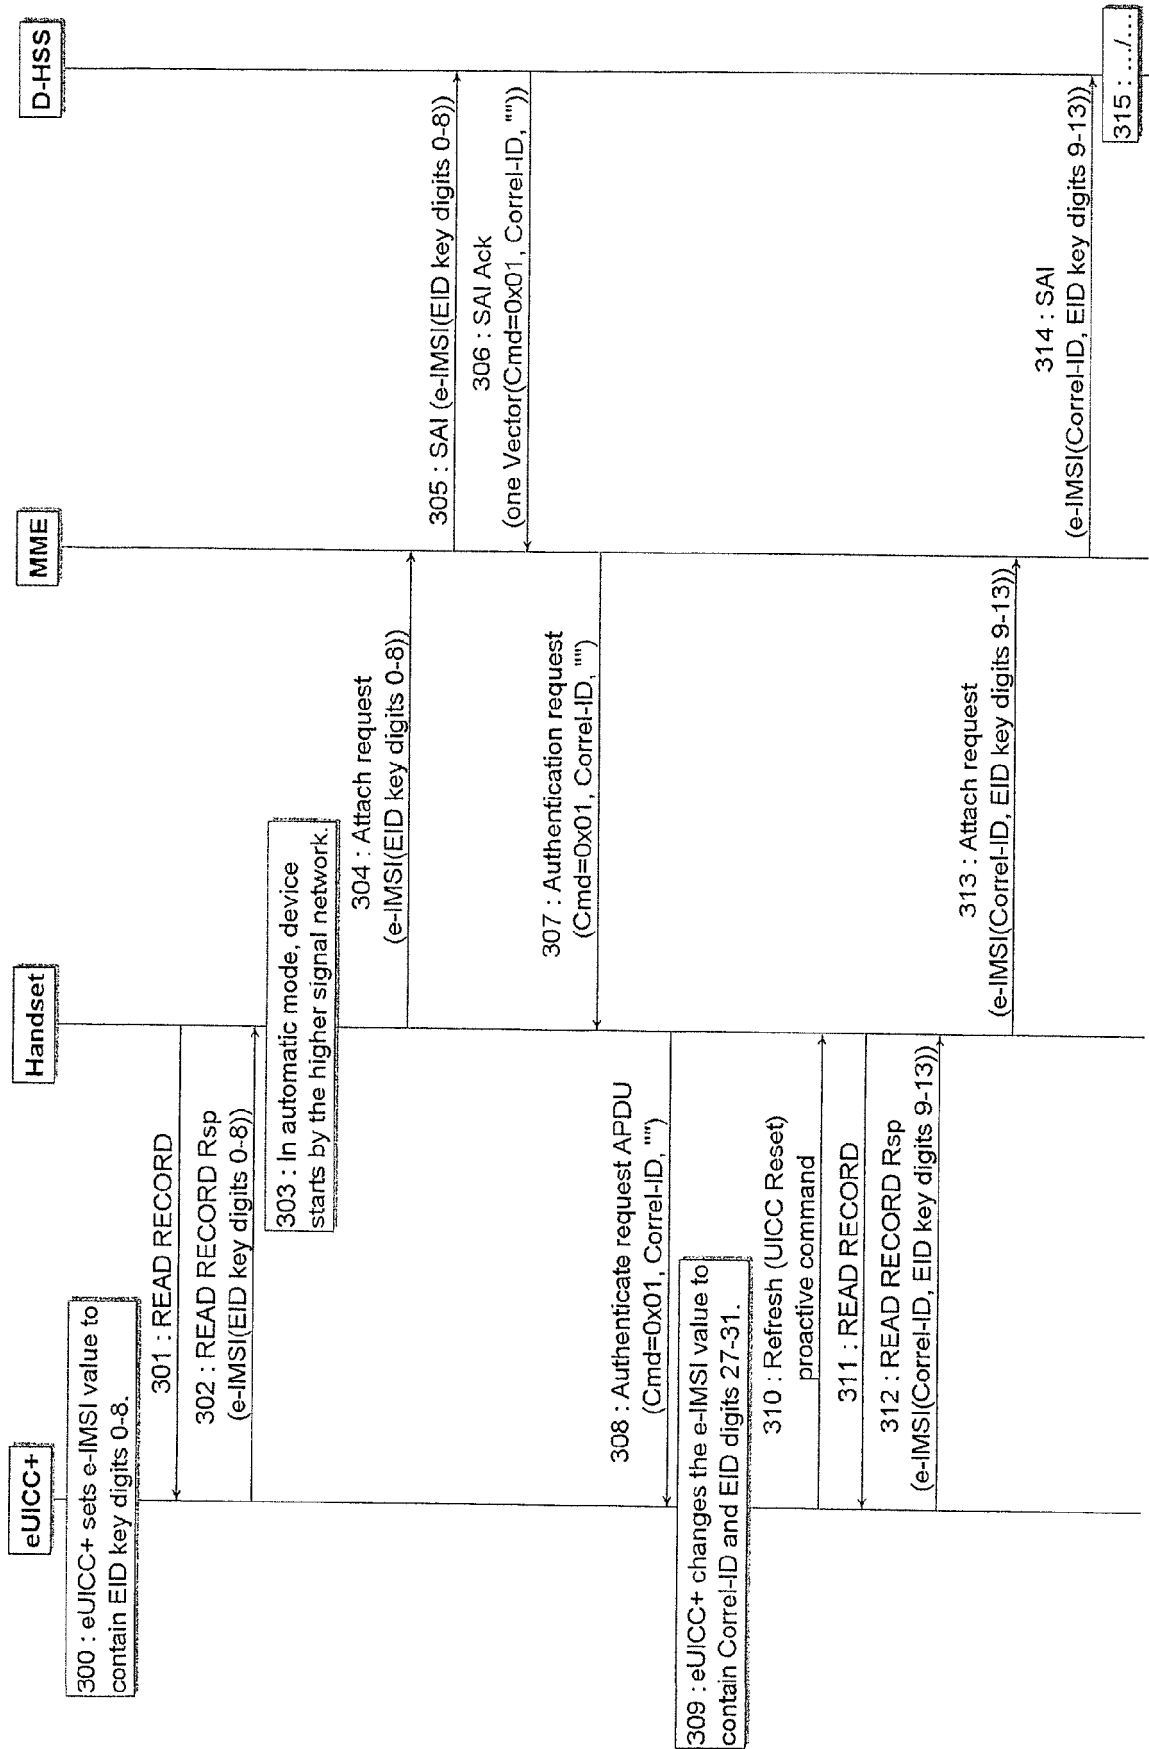 eUICC+
Handset
MME
D-HSS
300 : eUICC+ sets e-IMSI value to
contain EID key digits 0-8.
301 : READ RECORD
302 : READ RECORD Rsp
(e-IMSI(EID key digits 0-8))
303 : In automatic mode, device
starts by the higher signal network.
304 : Attach request
(e-IMSI(EID key digits 0-8))
305 : SAI (e-IMSI(EID key digits 0-8))
306 : SAI Ack
(one Vector(Cmd=0x01, Correl-ID, ""))
307 : Authentication request
(Cmd=0x01, Correl-ID, "")
308 : Authenticate request APDU
(Cmd=0x01, Correl-ID, "")
309 : eUICC+ changes the e-IMSI value to
contain Correl-ID and EID digits 27-31.
310 : Refresh (UICC Reset)
proactive command
311 : READ RECORD
312 : READ RECORD Rsp
(e-IMSI(Correl-ID, EID key digits 9-13))
313 : Attach request
(e-IMSI(Correl-ID, EID key digits 9-13))
314 : SAI
(e-IMSI(Correl-ID, EID key digits 9-13))
315 : .../...